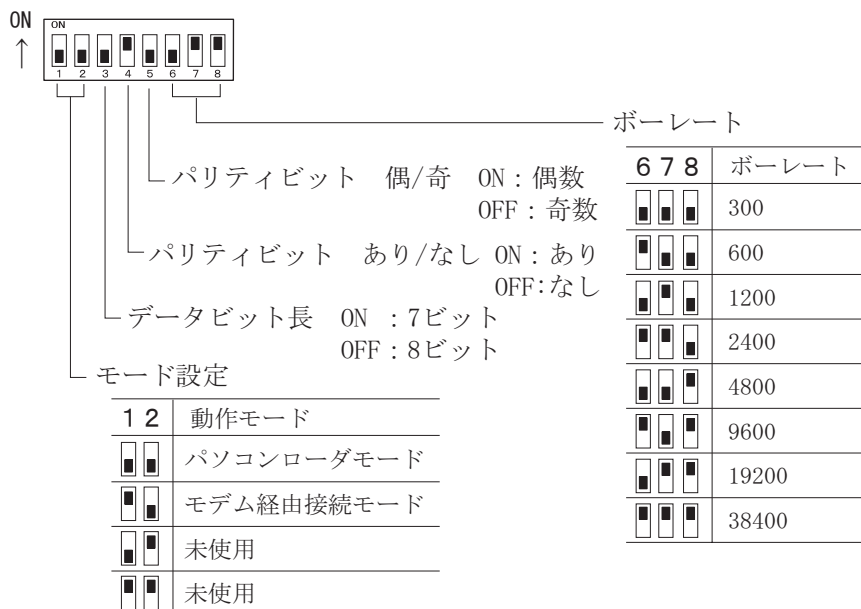 ON
↑
ON
1 2 3 4 5 6 7 8
ボーレート
6 7 8 ボーレート
300
600
1200
2400
4800
9600
19200
38400
パリティビット 偶/奇 ON:偶数
OFF:奇数
パリティビット あり/なし ON:あり
OFF:なし
データビット長 ON :7ビット
OFF:8ビット
モード設定
1 2 動作モード
パソコンローダモード
モデム経由接続モード
未使用
未使用